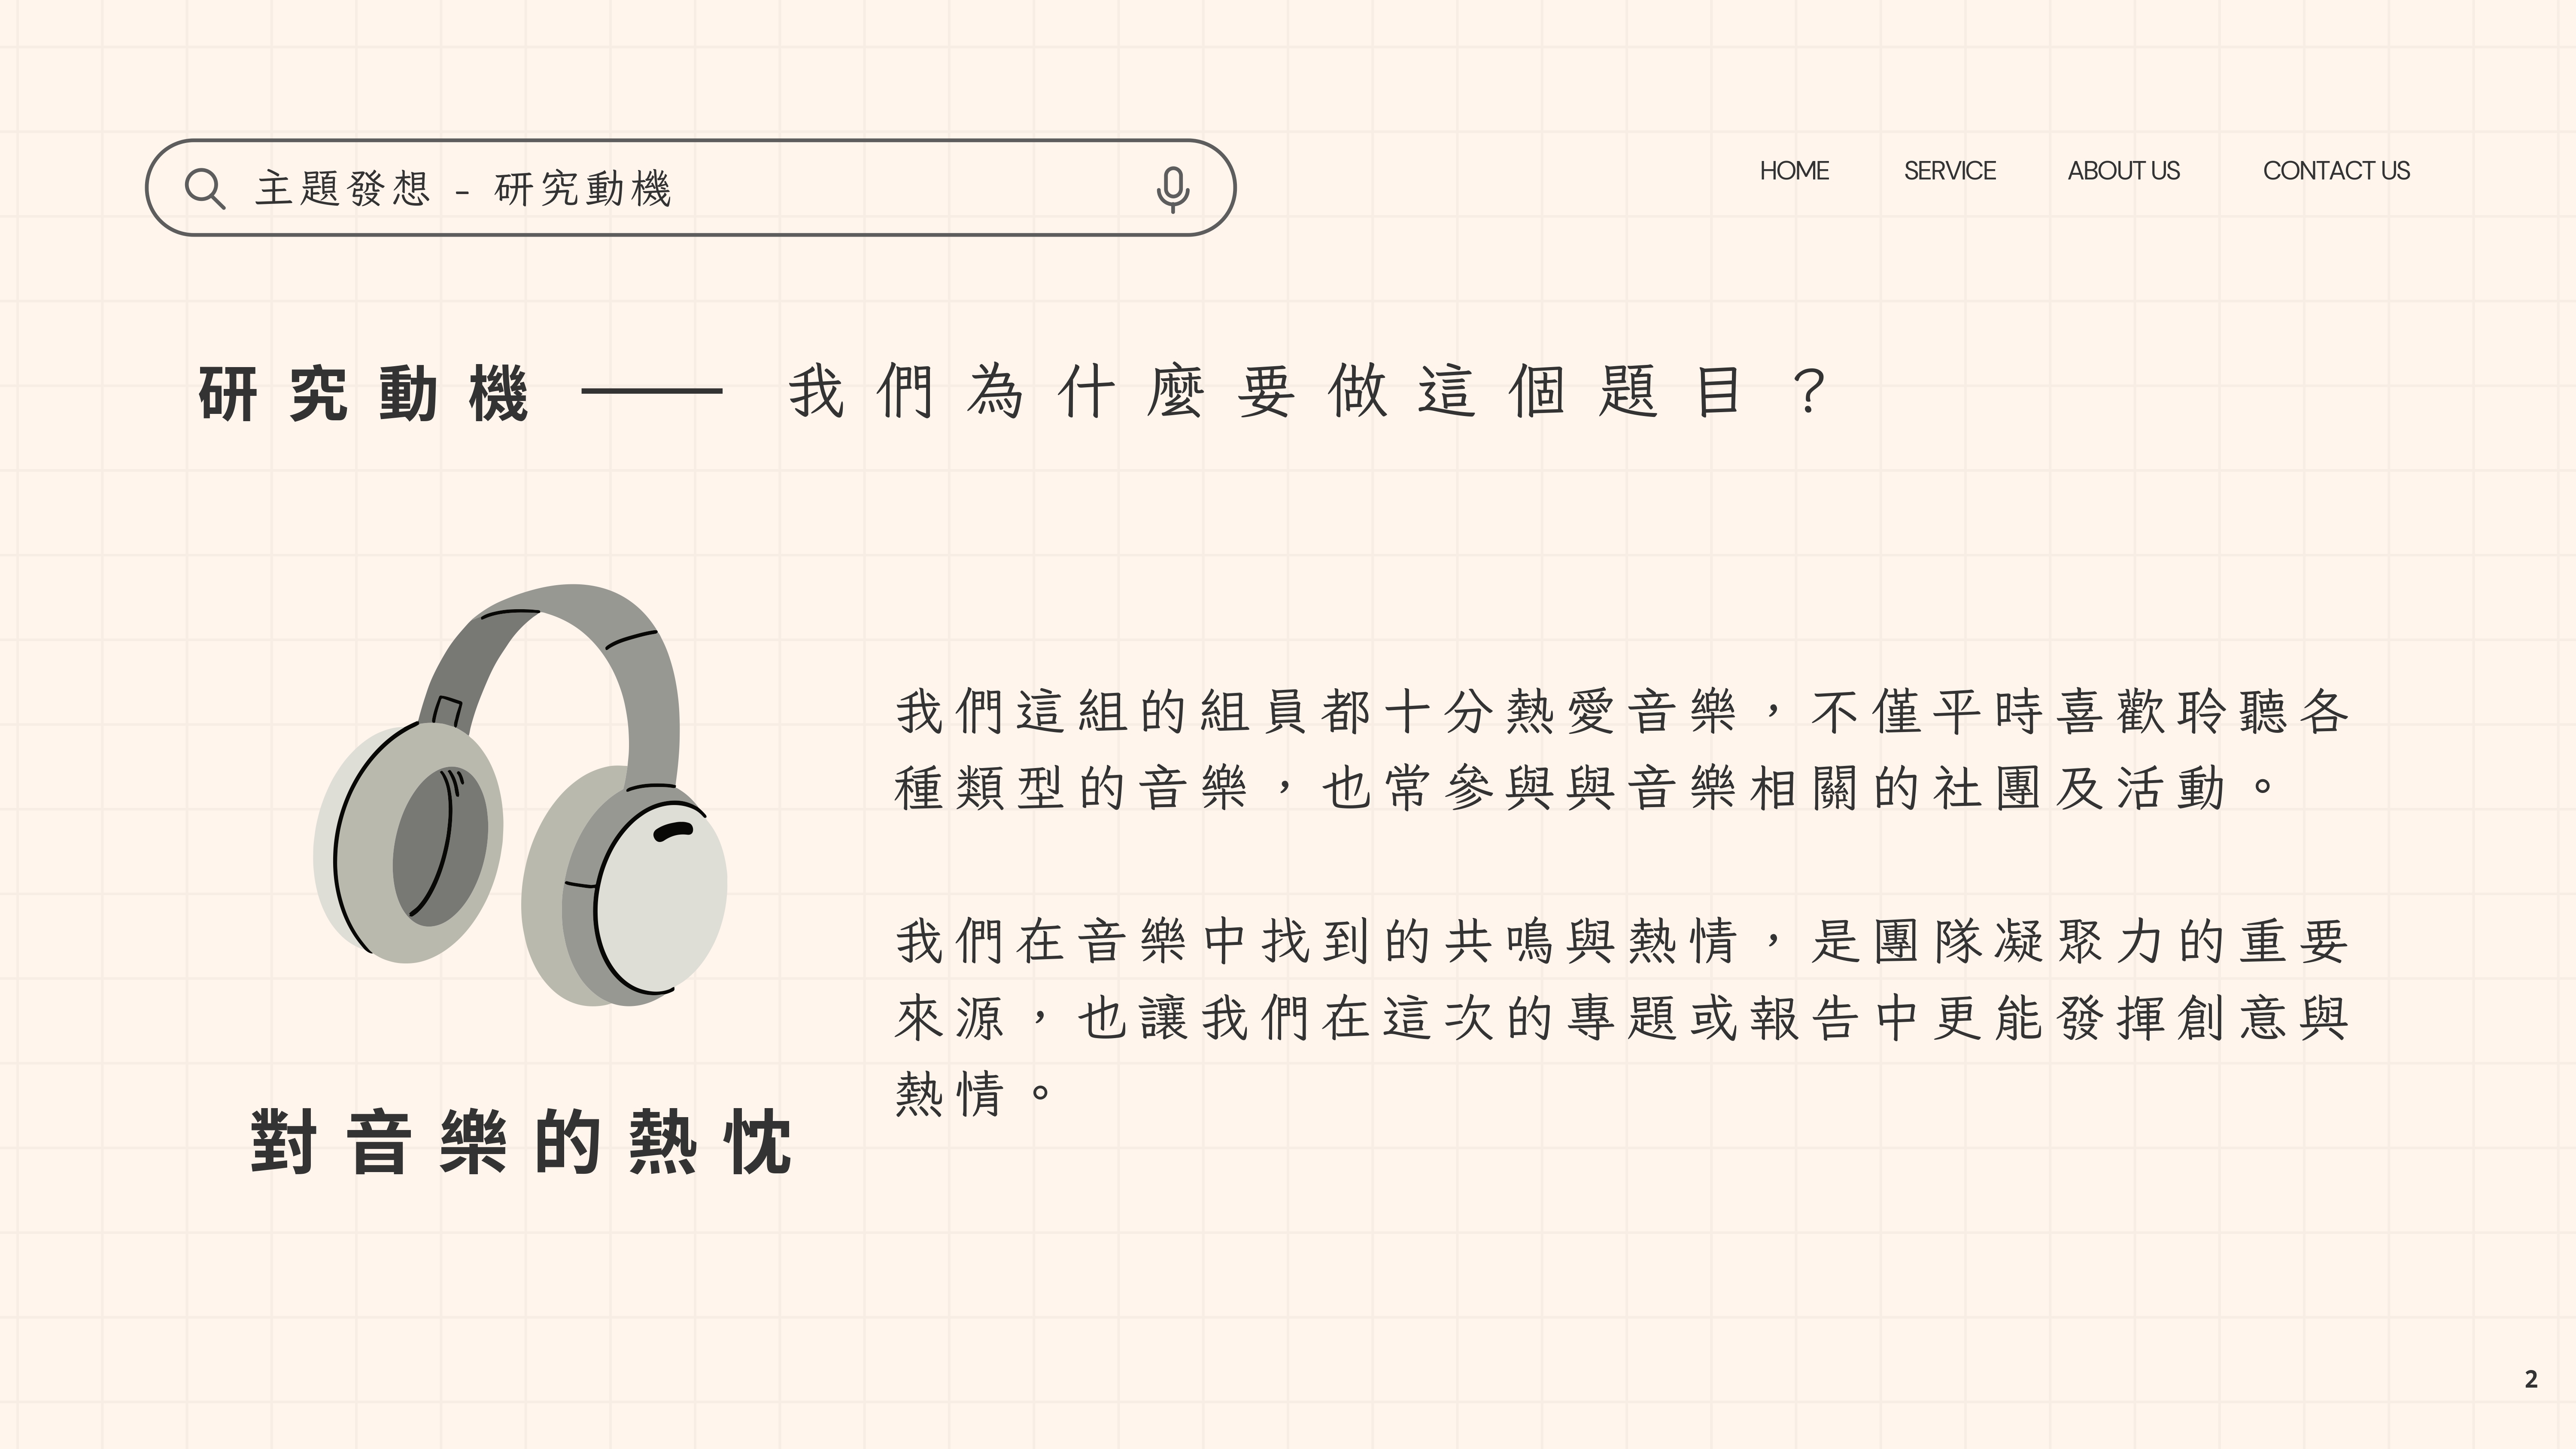 主題發想 - 研究動機
HOME SERVICE ABOUT US CONTACT US
研究動機 —— 我們為什麼要做這個題目？
我們這組的組員都十分熱愛音樂，不僅平時喜歡聆聽各
種類型的音樂，也常參與與音樂相關的社團及活動。
我們在音樂中找到的共鳴與熱情，是團隊凝聚力的重要
來源，也讓我們在這次的專題或報告中更能發揮創意與
熱情。
對音樂的熱忱
2